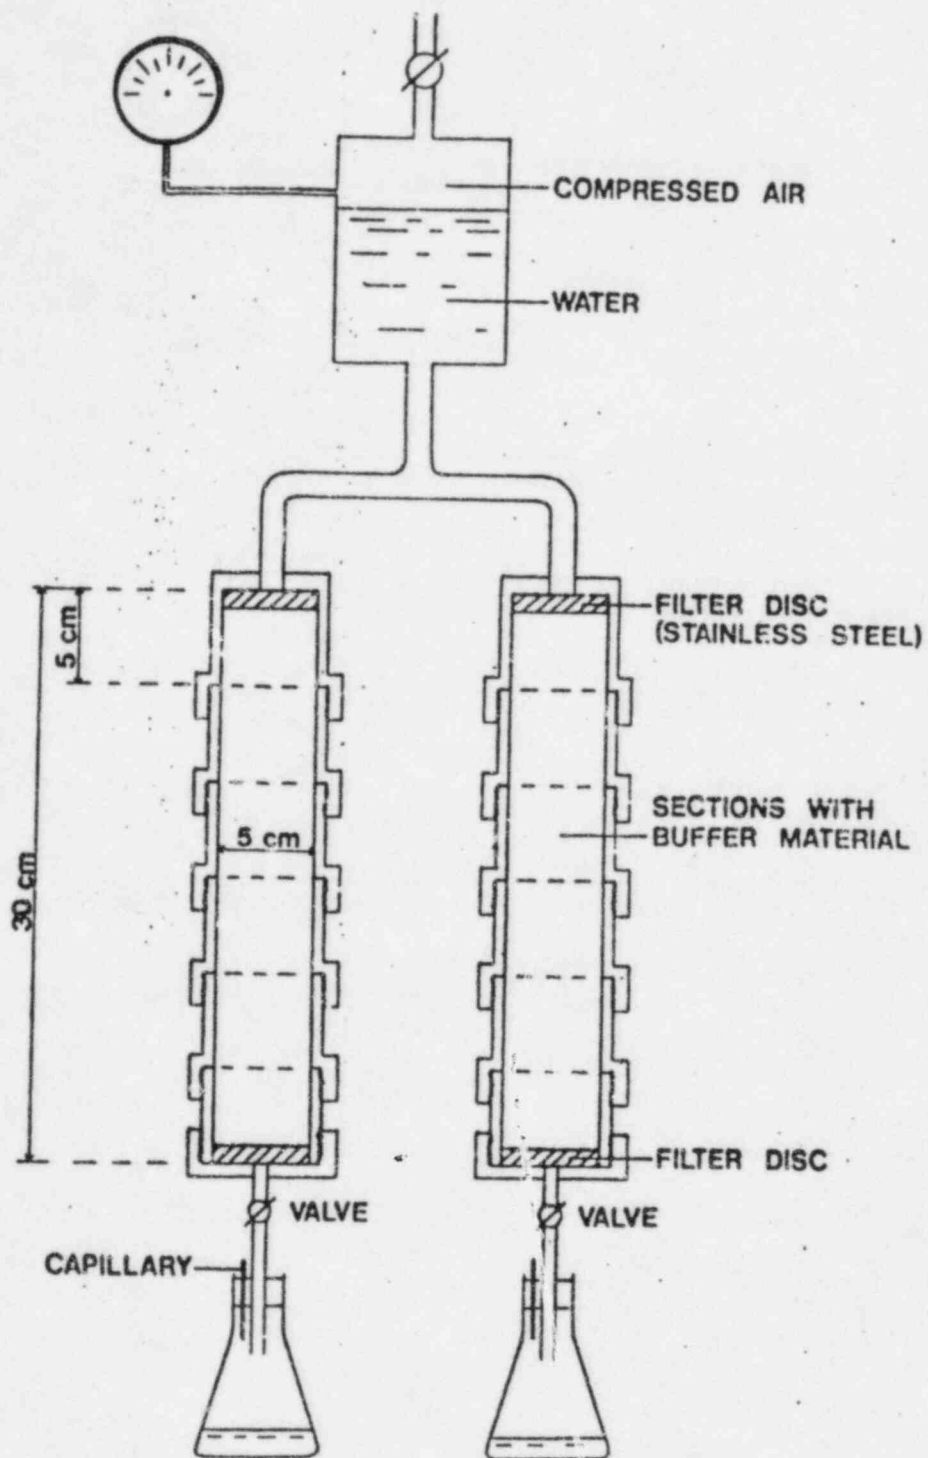 COMPRESSED AIR
WATER
FILTER DISC
(STAINLESS STEEL)
5 cm
SECTIONS WITH
BUFFER MATERIAL
5 cm
30 cm
FILTER DISC
VALVE
VALVE
CAPILLARY